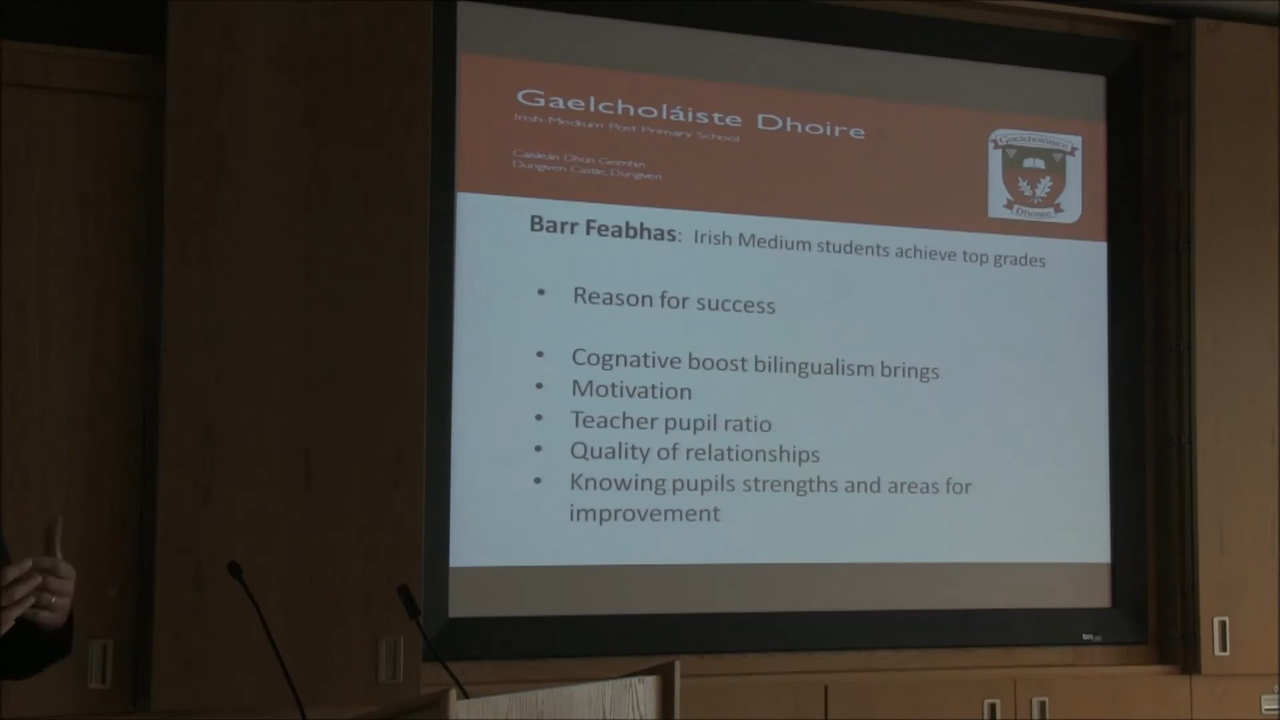 Gaelcholáiste Dhoire
Irish-Medium Post Primary School
Caisleán Dhún Geimhin
Dungiven Castle, Dungiven
Gaelcholáiste
Dhoire
Barr Feabhas: Irish Medium students achieve top grades
• Reason for success
• Cognative boost bilingualism brings
• Motivation
• Teacher pupil ratio
• Quality of relationships
• Knowing pupils strengths and areas for
improvement